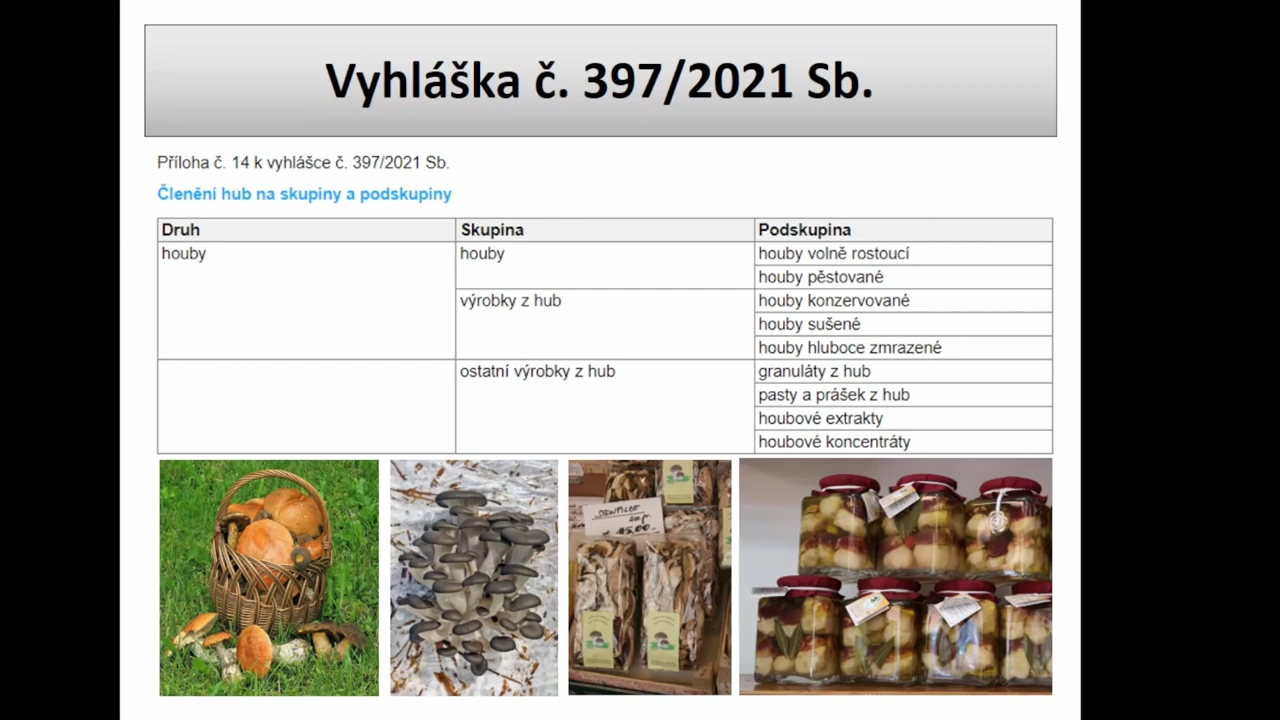 Vyhláška č. 397/2021 Sb.
Příloha č. 14 k vyhlášce č. 397/2021 Sb.
Členění hub na skupiny a podskupiny
Druh Skupina Podskupina
houby houby houby volně rostoucí
houby pěstované
výrobky z hub houby konzervované
houby sušené
houby hluboce zmrazené
ostatní výrobky z hub granuláty z hub
pasty a prášek z hub
houbové extrakty
houbové koncentráty